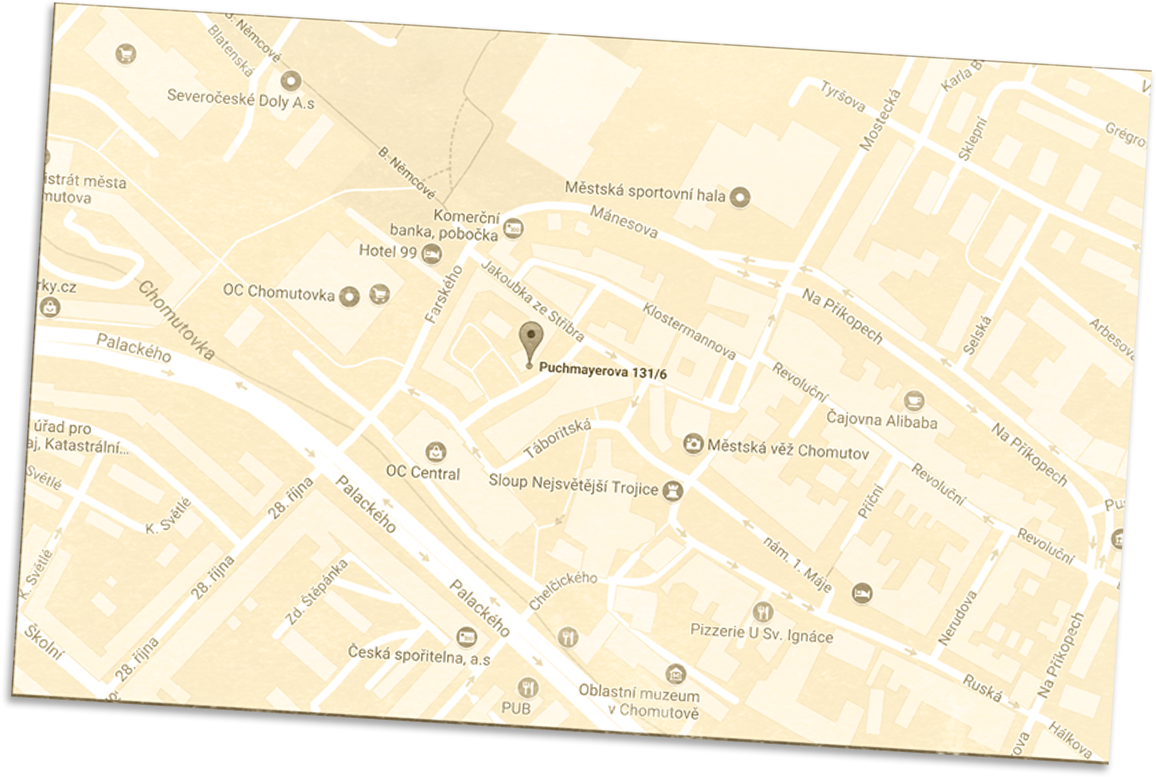 B. Němcové
Blatenská
Severočeské Doly A.s
Tyršova
Mostecká
Karla B
Sklepní
Grégro
istrát města
mutova
B. Němcové
Městská sportovní hala
Mánesova
Komerční
banka, pobočka
Hotel 99
Farského
Jakoubka ze Stříbra
Klostermannova
Na Příkopech
Arbesov
Selská
rky.cz
OC Chomutovka
Chomutovka
Palackého
Puchmayerova 131/6
Revoluční
Čajovna Alibaba
Na Příkopech
úřad pro
aj, Katastrální...
Táboritská
Městská věž Chomutov
OC Central
Sloup Nejsvětější Trojice
Revoluční
Příční
Světlé
K. Světlé
28. října
Palackého
nám. 1. Máje
Revoluční
K. Světlé
28. října
Zd. Štěpánka
Palackého
Chelčického
Nerudova
Na Příkopech
Pizzerie U Sv. Ignáce
Školní
28. října
Česká spořitelna, a.s
PUB
Oblastní muzeum
v Chomutově
Ruská
Hálkova
ova